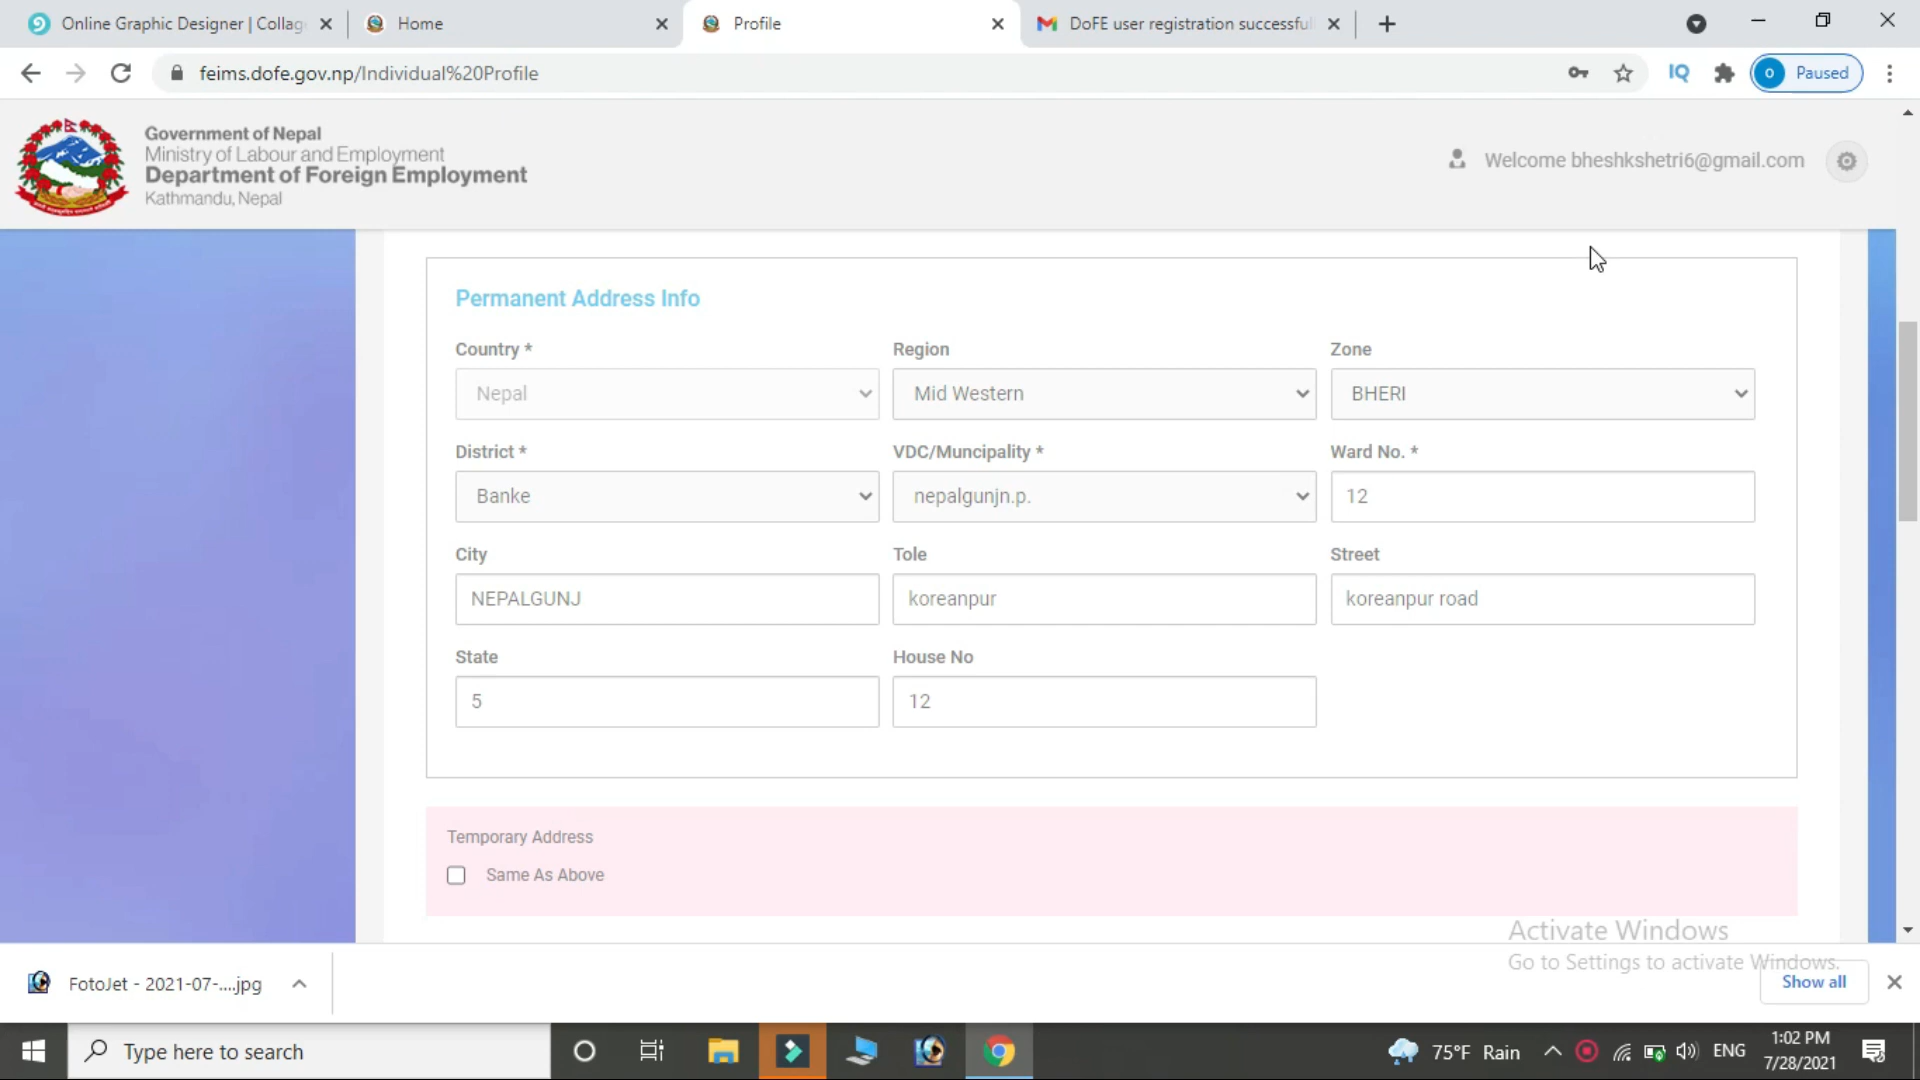 Online Graphic Designer | Collag
Home
Profile
DoFE user registration successful
feims.dofe.gov.np/Individual%20Profile
IQ
o Paused
Government of Nepal
Ministry of Labour and Employment
Department of Foreign Employment
Kathmandu, Nepal
Welcome bheshkshetri6@gmail.com
Permanent Address Info
Country * Region Zone
Nepal Mid Western BHERI
District * VDC/Muncipality * Ward No. *
Banke nepalgunjn.p. 12
City Tole Street
NEPALGUNJ koreanpur koreanpur road
State House No
5 12
Temporary Address
Same As Above
Activate Windows
Go to Settings to activate Windows.
FotoJet - 2021-07-....jpg
Show all
Type here to search
75°F Rain
ENG
1:02 PM
7/28/2021